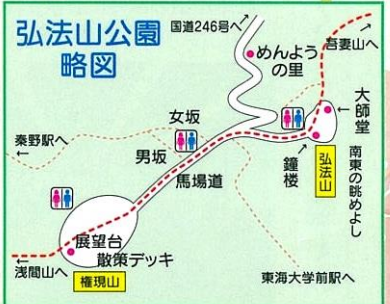 弘法山公園
略図
国道246号へ
吾妻山へ
めんよう
の里
大師堂
女坂
秦野駅へ
男坂
鐘楼
弘法山
南東の眺めよし
馬場道
展望台
散策デッキ
浅間山へ
権現山
東海大学前駅へ